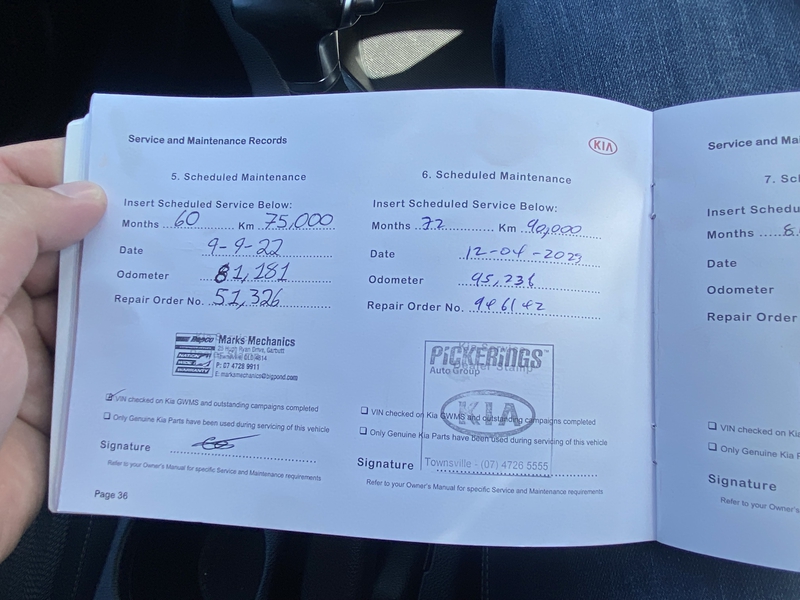 Service and Maintenance Records
KIA
5. Scheduled Maintenance
Insert Scheduled Service Below:
Months 60 Km 75,000
Date 9-9-22
Odometer 81,181
Repair Order No. 51,326
Marks Mechanics
P: 07 4728 9911
E: marksmechanics@bigpond.com
VIN checked on Kia GWMS and outstanding campaigns completed
Only Genuine Kia Parts have been used during servicing of this vehicle
Signature
Refer to your Owner's Manual for specific Service and Maintenance requirements
Page 36
6. Scheduled Maintenance
Insert Scheduled Service Below:
Months 72 Km 90,000
Date 12-04-2023
Odometer 95,236
Repair Order No. 946142
PiCKERiNGS™
Auto Group
KIA
VIN checked on Kia GWMS and outstanding campaigns completed
Only Genuine Kia Parts have been used during servicing of this vehicle
Signature Townsville - (07) 4726 5555
Refer to your Owner's Manual for specific Service and Maintenance requirements
Service and Ma
7. Sc
Insert Schedu
Months 8
Date
Odometer
Repair Order
VIN checked on Kia
Only Genuine Kia P
Signature
Refer to your Owner's